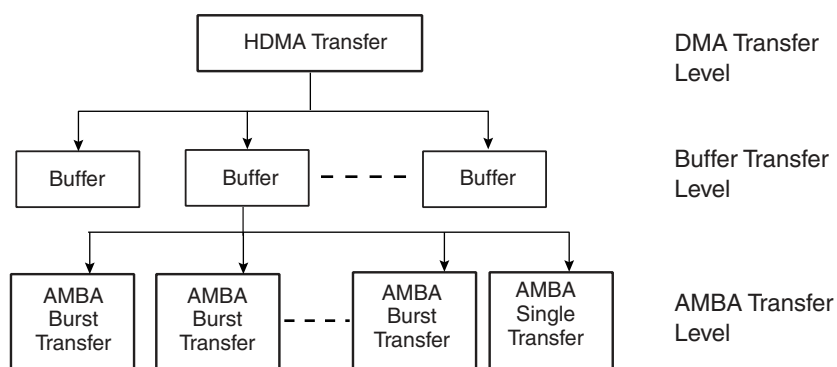 HDMA Transfer
DMA Transfer
Level
Buffer
Buffer
Buffer
Buffer Transfer
Level
AMBA
Burst
Transfer
AMBA
Burst
Transfer
AMBA
Burst
Transfer
AMBA
Single
Transfer
AMBA Transfer
Level